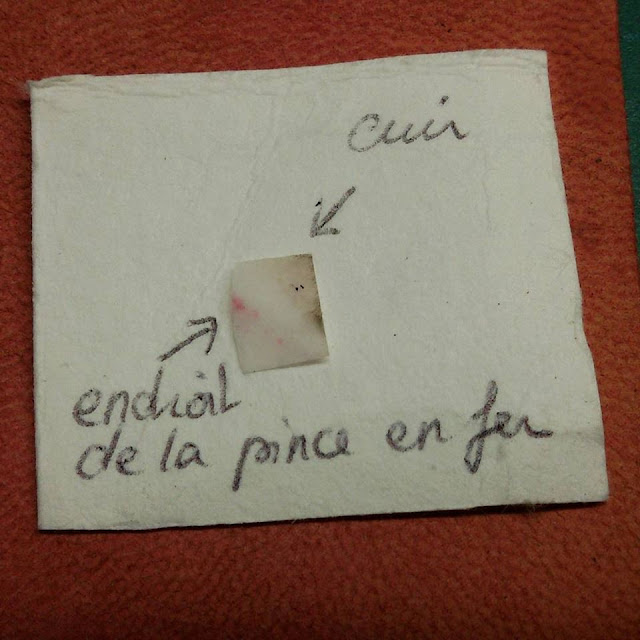 cuir
endroit
de la pince en fer